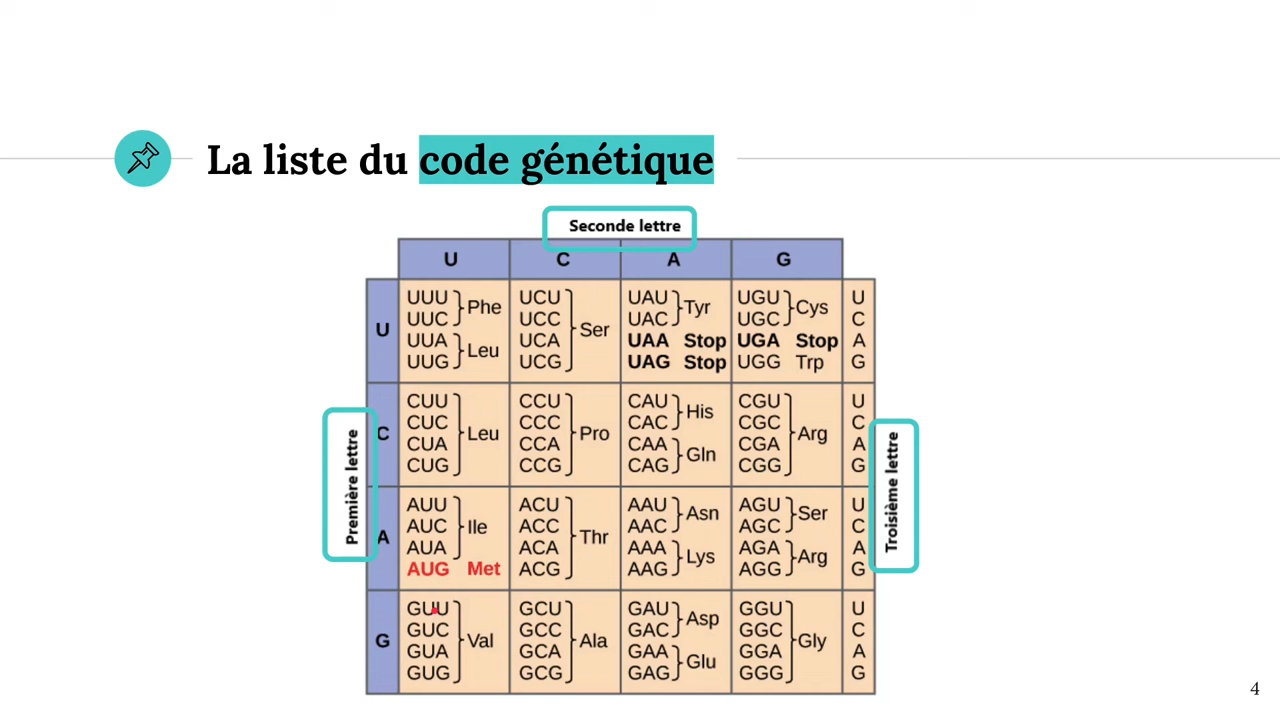 La liste du code génétique
Seconde lettre
U C A G
Première lettre
Troisième lettre
U
UUU UUC Phe
UUA UUG Leu
UCU UCC UCA UCG Ser
UAU UAC Tyr
UAA Stop
UAG Stop
UGU UGC Cys
UGA Stop
UGG Trp
U C A G
C
CUU CUC CUA CUG Leu
CCU CCC CCA CCG Pro
CAU CAC His
CAA CAG Gln
CGU CGC CGA CGG Arg
U C A G
A
AUU AUC AUA Ile
AUG Met
ACU ACC ACA ACG Thr
AAU AAC Asn
AAA AAG Lys
AGU AGC Ser
AGA AGG Arg
U C A G
G
GUU GUC GUA GUG Val
GCU GCC GCA GCG Ala
GAU GAC Asp
GAA GAG Glu
GGU GGC GGA GGG Gly
U C A G
4